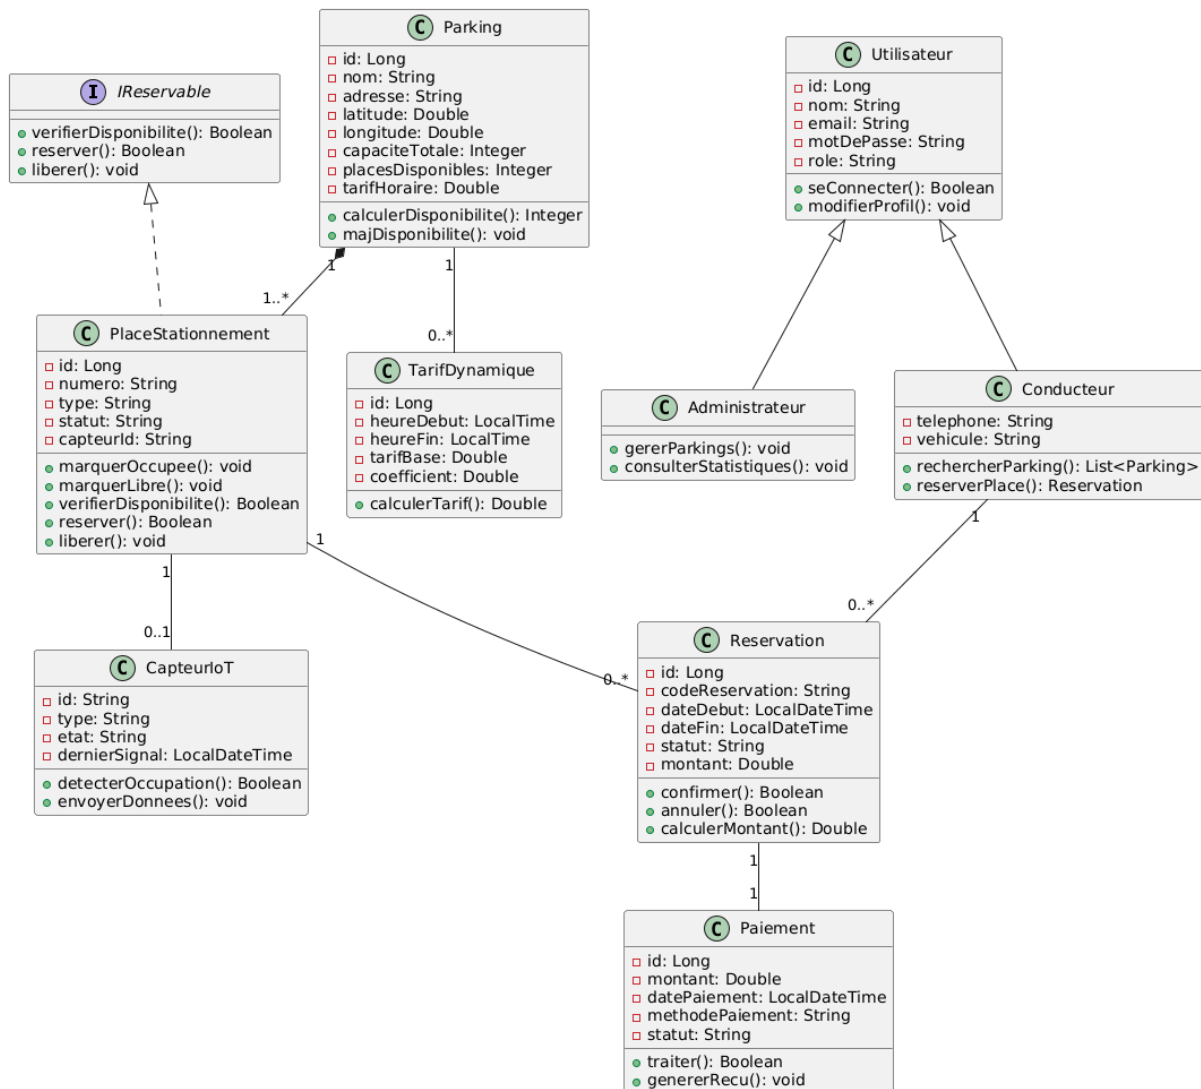 C Parking
- id: Long
- nom: String
- adresse: String
- latitude: Double
- longitude: Double
- capaciteTotale: Integer
- placesDisponibles: Integer
- tarifHoraire: Double
calculerDisponibilite(): Integer
majDisponibilite(): void
I IReservable
verifierDisponibilite(): Boolean
reserver(): Boolean
liberer(): void
C Utilisateur
id: Long
nom: String
email: String
motDePasse: String
role: String
seConnecter(): Boolean
modifierProfil(): void
1
1..*
1
0..*
C PlaceStationnement
id: Long
numero: String
type: String
statut: String
capteurId: String
marquerOccupee(): void
marquerLibre(): void
verifierDisponibilite(): Boolean
reserver(): Boolean
liberer(): void
C TarifDynamique
id: Long
heureDebut: LocalTime
heureFin: LocalTime
tarifBase: Double
coefficient: Double
calculerTarif(): Double
C Administrateur
gererParkings(): void
consulterStatistiques(): void
C Conducteur
telephone: String
vehicule: String
rechercherParking(): List<Parking>
reserverPlace(): Reservation
1
0..1
1
0..*
1
0..*
C CapteurIoT
id: String
type: String
etat: String
dernierSignal: LocalDateTime
detecterOccupation(): Boolean
envoyerDonnees(): void
C Reservation
id: Long
codeReservation: String
dateDebut: LocalDateTime
dateFin: LocalDateTime
statut: String
montant: Double
confirmer(): Boolean
annuler(): Boolean
calculerMontant(): Double
1
1
C Paiement
id: Long
montant: Double
datePaiement: LocalDateTime
methodePaiement: String
statut: String
traiter(): Boolean
genererRecu(): void